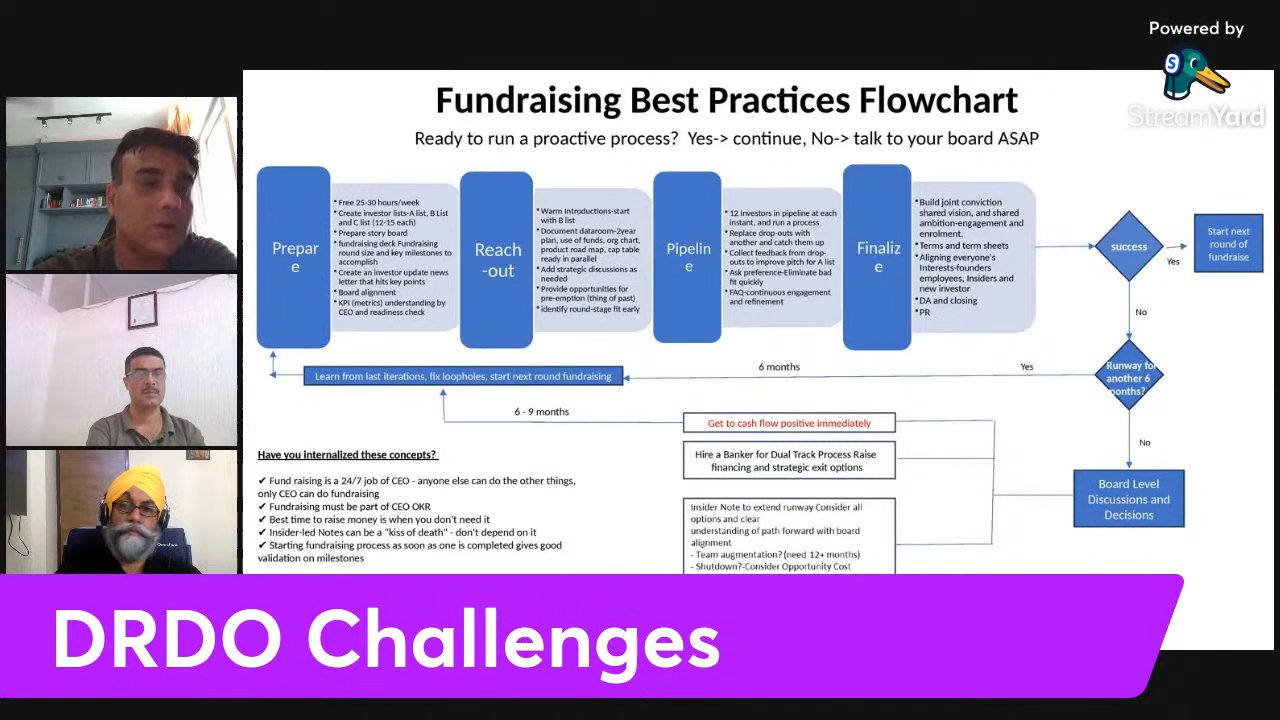 Powered by
S
StreamYard
Fundraising Best Practices Flowchart
Ready to run a proactive process? Yes-> continue, No-> talk to your board ASAP
Prepar
e
•Free 25-30 hours/week
•Create investor lists-A list, B List
and C list (12-15 each)
•Prepare story board
•fundraising deck Fundraising
round size and key milestones to
accomplish
•Create an investor update news
letter that hits key points
•Board alignment
•KPI (metrics) understanding by
CEO and readiness check
Reach
-out
•Warm Introductions-start
with B list
•Document dataroom-2year
plan, use of funds, org chart,
product road map, cap table
ready in parallel
•Add strategic discussions as
needed
•Provide opportunities for
pre-emption (thing of past)
•identify round-stage fit early
Pipelin
e
•12 Investors in pipeline at each
instant, and run a process
•Replace drop-outs with
another and catch them up
•Collect feedback from drop-
outs to improve pitch for A list
•Ask preference-Eliminate bad
fit quickly
•FAQ-continuous engagement
and refinement
Finaliz
e
•Build joint conviction
shared vision, and shared
ambition-engagement and
enrolment.
•Terms and term sheets
•Aligning everyone's
Interests-founders
employees, Insiders and
new investor
•DA and closing
•PR
success
Yes
Start next
round of
fundraise
No
Runway for
another 6
months?
Yes
6 months
Learn from last iterations, fix loopholes, start next round fundraising
No
Board Level
Discussions and
Decisions
6 - 9 months
Get to cash flow positive immediately
Hire a Banker for Dual Track Process Raise
financing and strategic exit options
Insider Note to extend runway Consider all
options and clear
understanding of path forward with board
alignment
- Team augmentation? (need 12+ months)
- Shutdown?-Consider Opportunity Cost
Have you internalized these concepts?
✔ Fund raising is a 24/7 job of CEO - anyone else can do the other things,
only CEO can do fundraising
✔ Fundraising must be part of CEO OKR
✔ Best time to raise money is when you don't need it
✔ Insider-led Notes can be a "kiss of death" - don't depend on it
✔ Starting fundraising process as soon as one is completed gives good
validation on milestones
DRDO Challenges